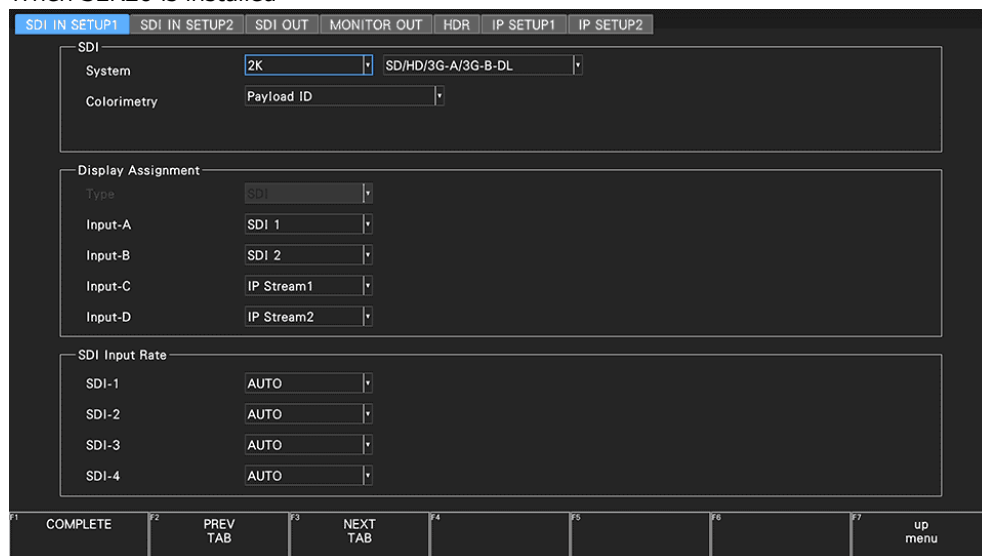 SDI IN SETUP1 SDI IN SETUP2 SDI OUT MONITOR OUT HDR IP SETUP1 IP SETUP2
SDI
System 2K SD/HD/3G-A/3G-B-DL
Colorimetry Payload ID
Display Assignment
Type SDI
Input-A SDI 1
Input-B SDI 2
Input-C IP Stream1
Input-D IP Stream2
SDI Input Rate
SDI-1 AUTO
SDI-2 AUTO
SDI-3 AUTO
SDI-4 AUTO
F1 COMPLETE F2 PREV TAB F3 NEXT TAB F4 F5 F6 F7 up menu